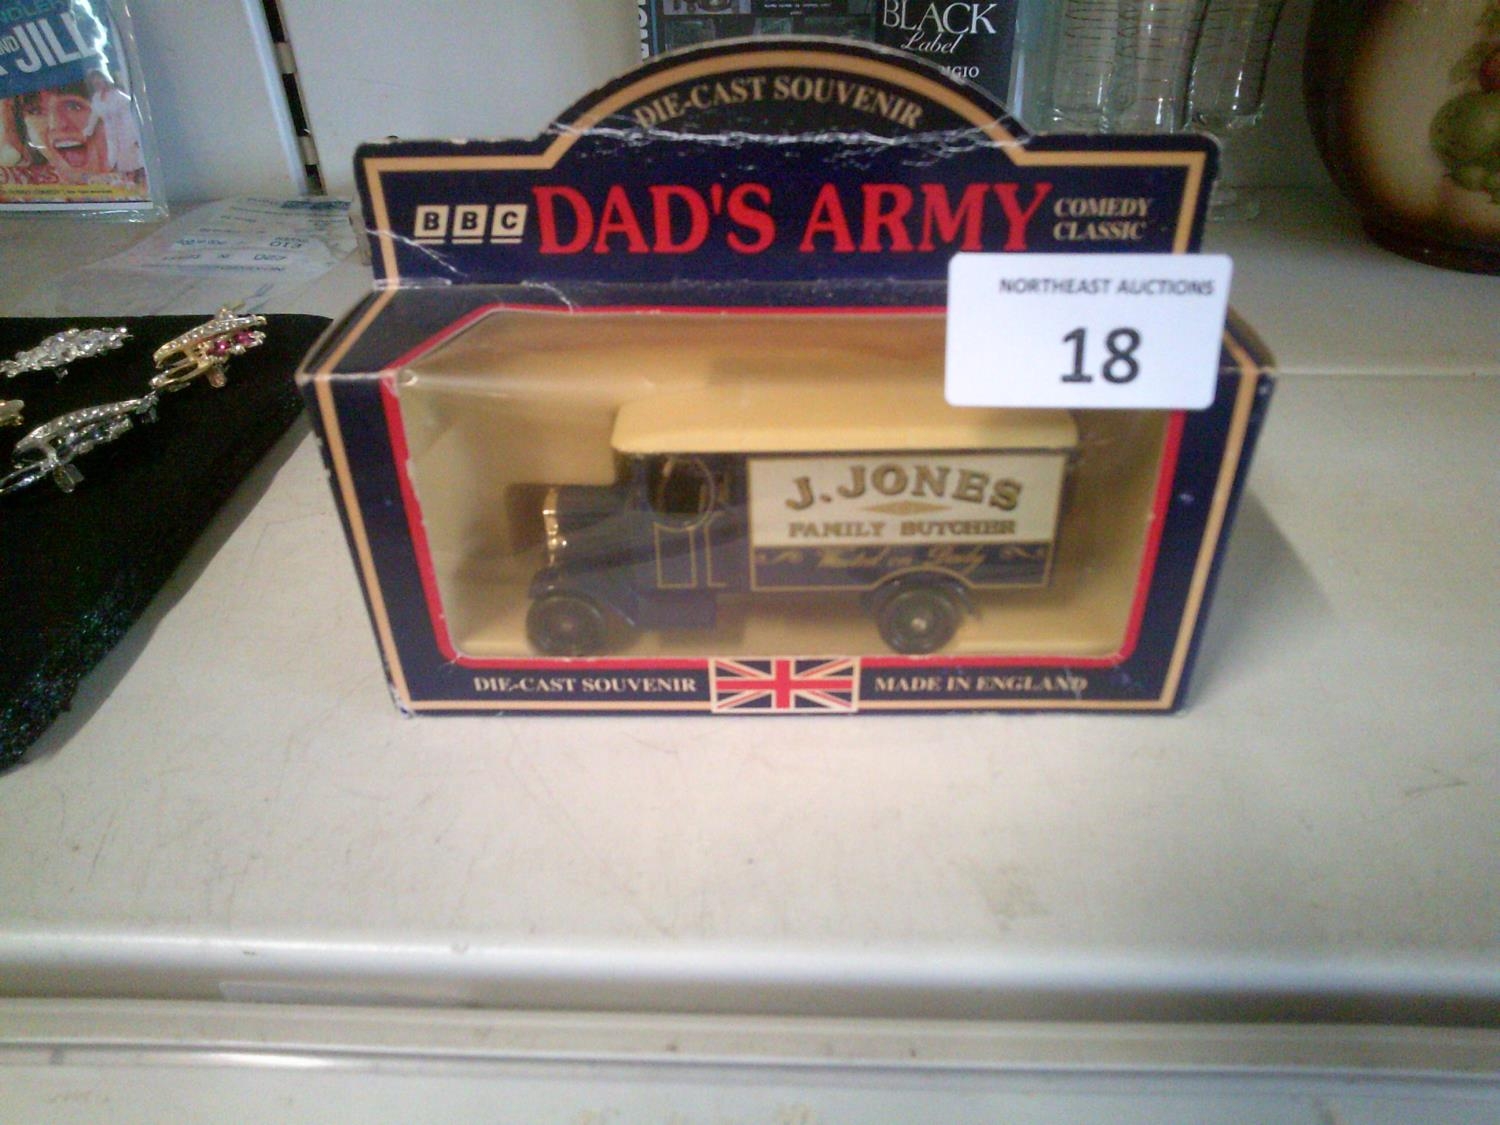 JILL
BLACK
Label
DIE-CAST SOUVENIR
BBC DAD'S ARMY COMEDY CLASSIC
NORTHEAST AUCTIONS
18
J. JONES
FAMILY BUTCHER
DIE-CAST SOUVENIR MADE IN ENGLAND